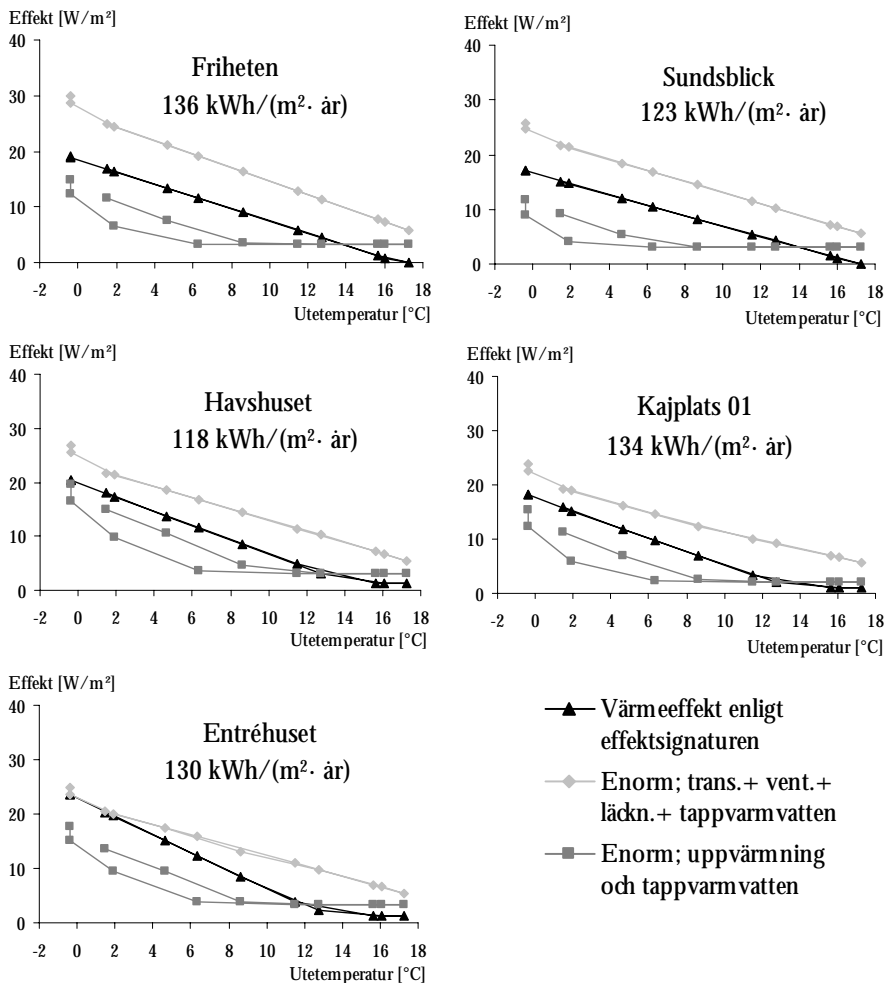 Effekt [W/m²]
Friheten
136 kWh/(m²· år)
40
30
20
10
0
-2 0 2 4 6 8 10 12 14 16 18
Utetemperatur [°C]
Effekt [W/m²]
Sundsblick
123 kWh/(m²· år)
40
30
20
10
0
-2 0 2 4 6 8 10 12 14 16 18
Utetemperatur [°C]
Effekt [W/m²]
Havshuset
118 kWh/(m²· år)
40
30
20
10
0
-2 0 2 4 6 8 10 12 14 16 18
Utetemperatur [°C]
Effekt [W/m²]
Kajplats 01
134 kWh/(m²· år)
40
30
20
10
0
-2 0 2 4 6 8 10 12 14 16 18
Utetemperatur [°C]
Effekt [W/m²]
Entréhuset
130 kWh/(m²· år)
40
30
20
10
0
-2 0 2 4 6 8 10 12 14 16 18
Utetemperatur [°C]
Värmeeffekt enligt
effektsignaturen
Enorm; trans.+ vent.+
läckn.+ tappvarmvatten
Enorm; uppvärmning
och tappvarmvatten